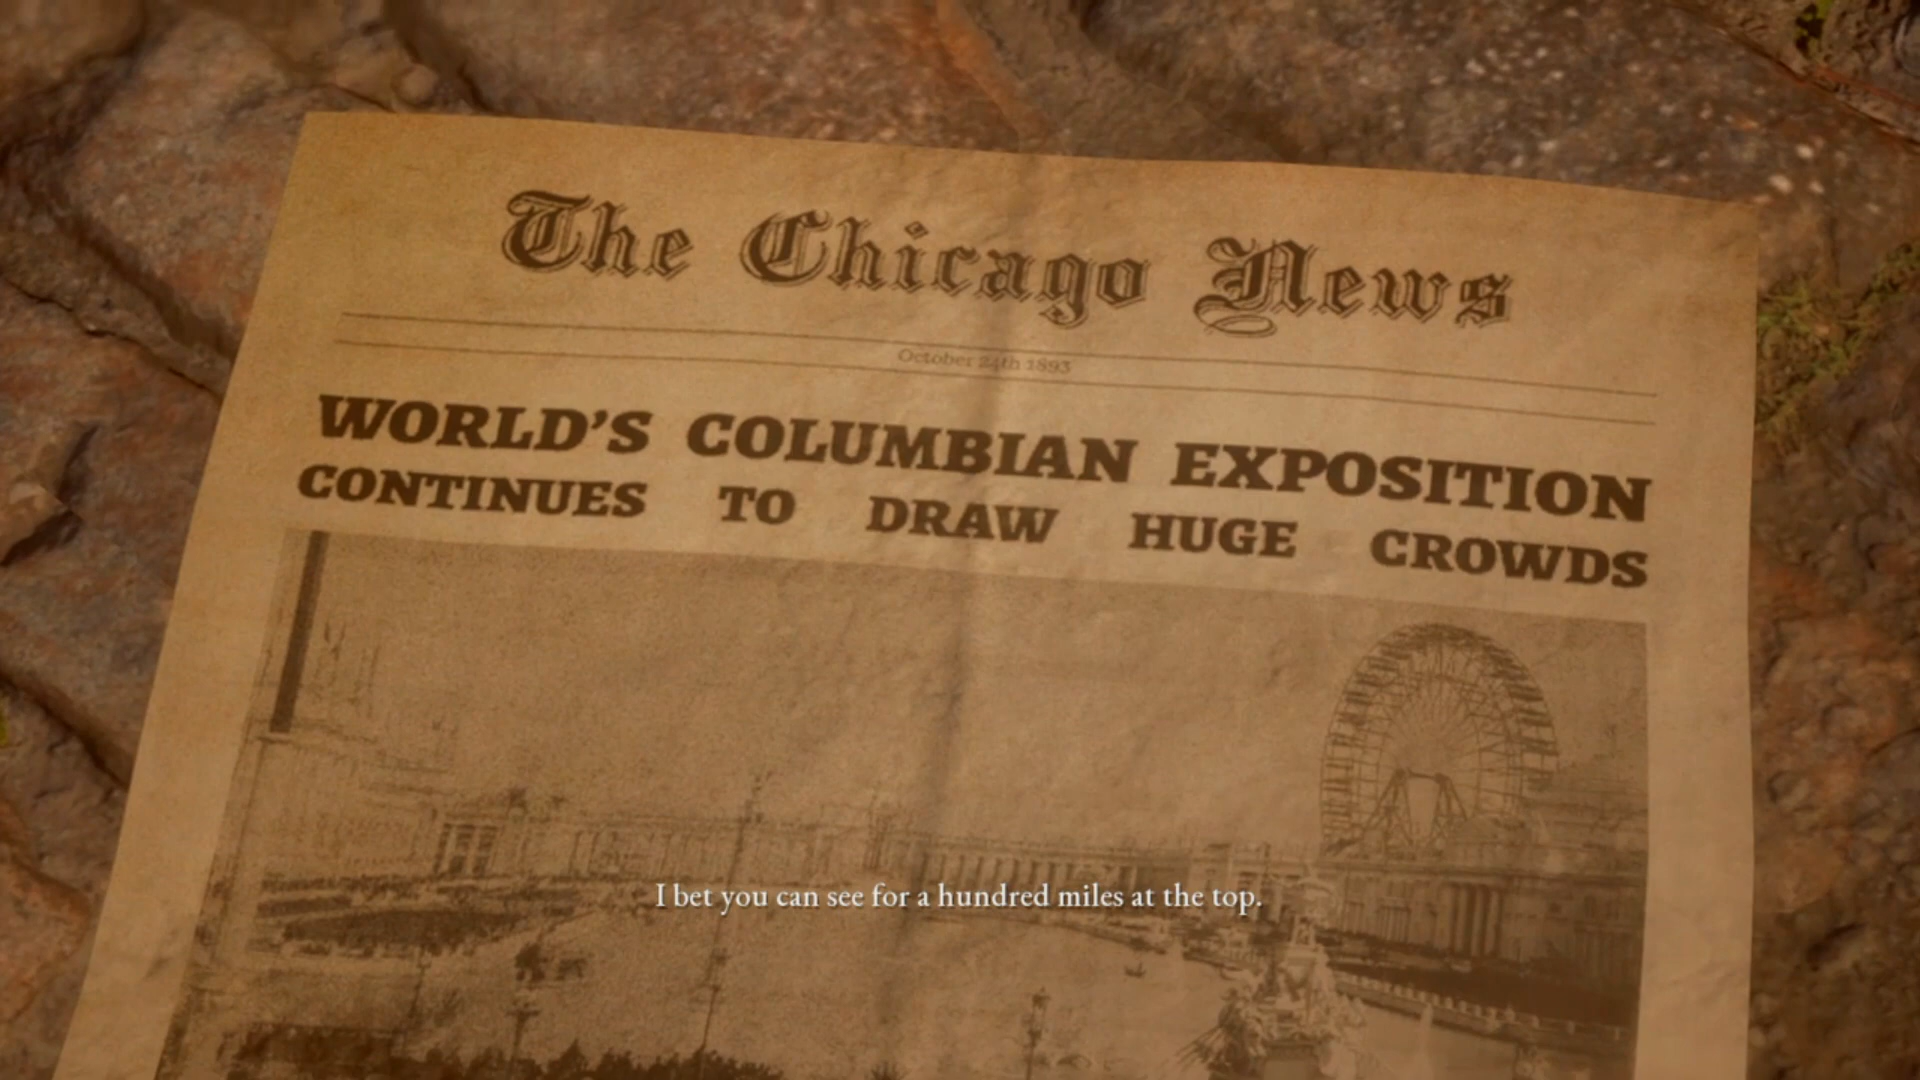 The Chicago News
October 24th 1893
WORLD'S COLUMBIAN EXPOSITION
CONTINUES TO DRAW HUGE CROWDS
I bet you can see for a hundred miles at the top.